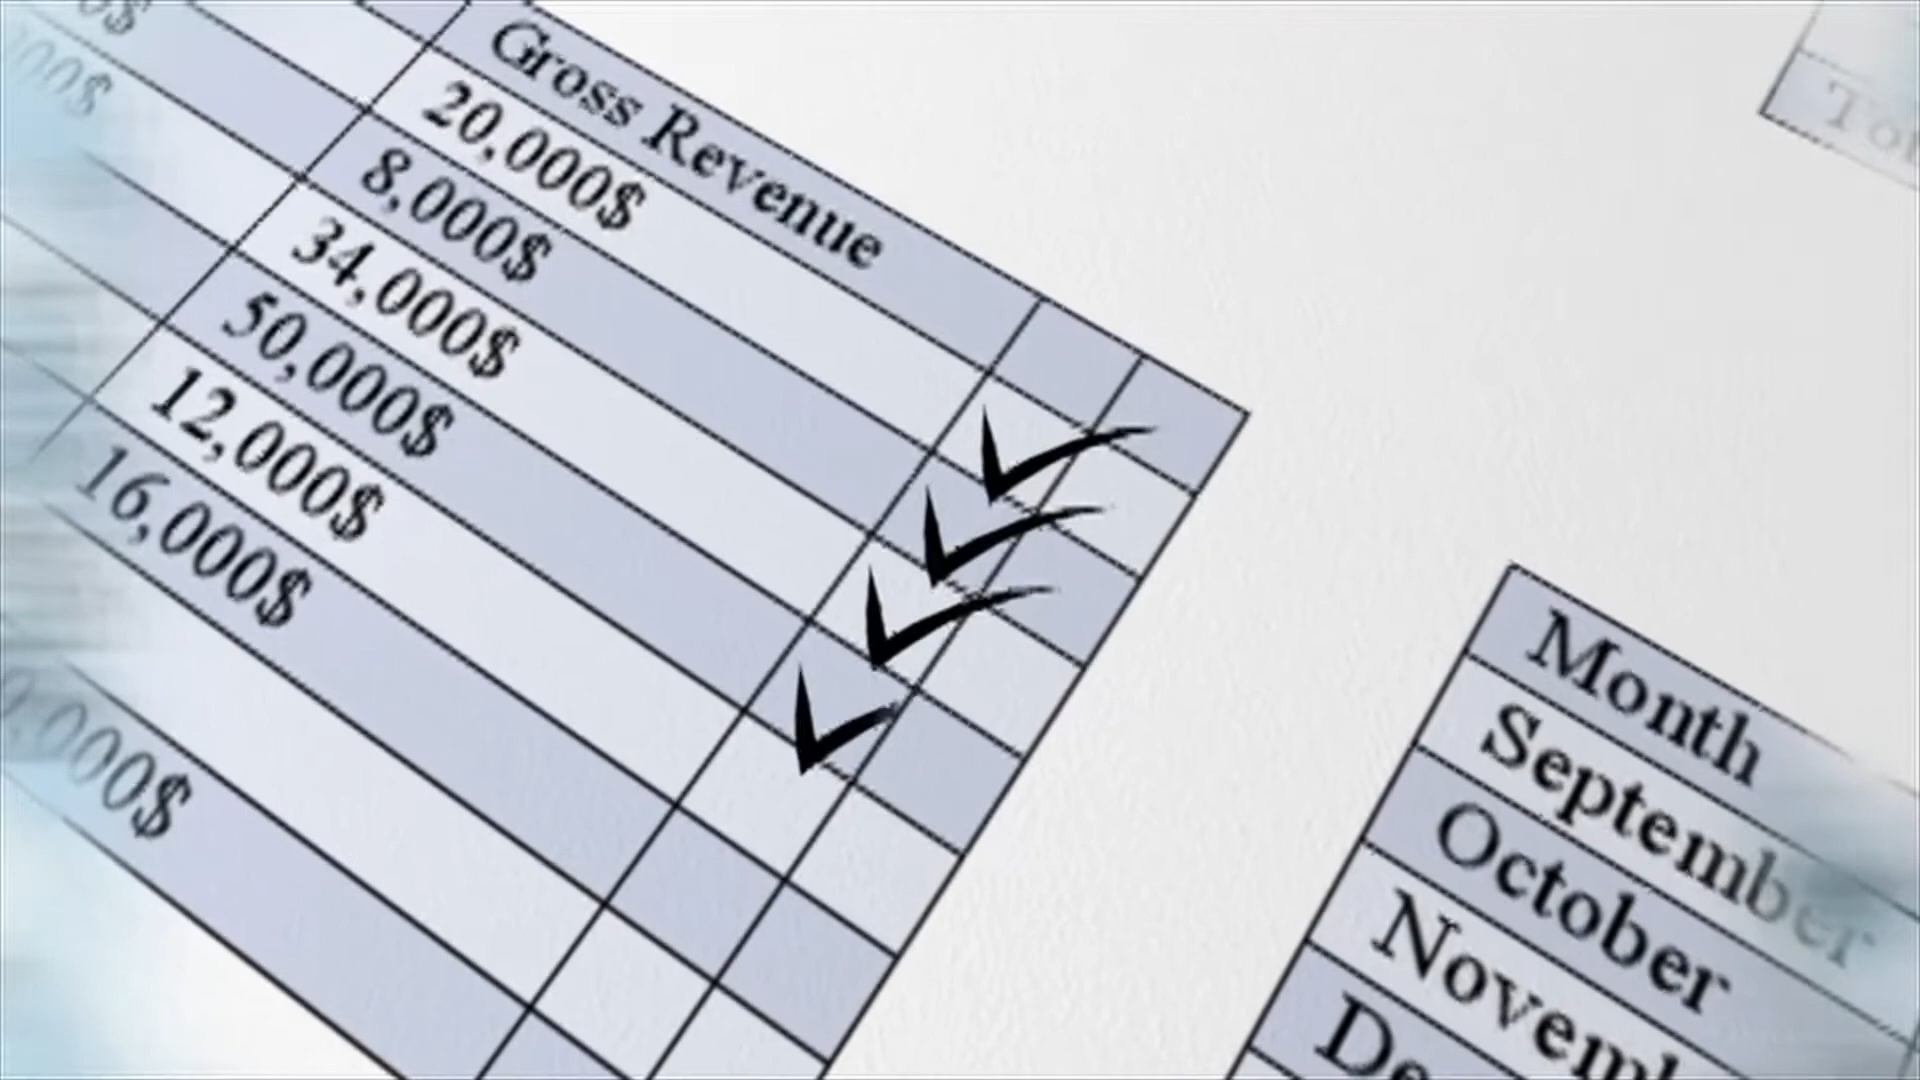 Gross Revenue
20,000$
8,000$
34,000$
50,000$
12,000$
16,000$
Month
September
October